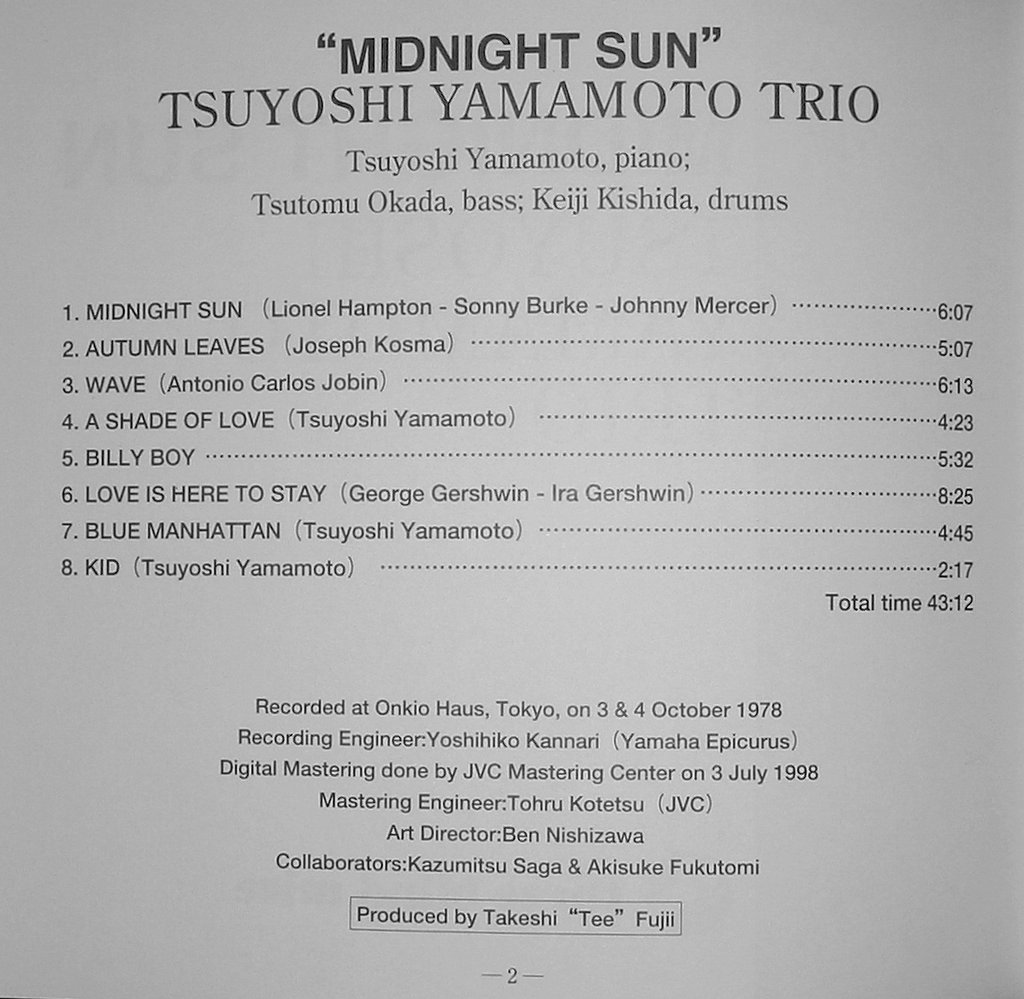 “MIDNIGHT SUN”
TSUYOSHI YAMAMOTO TRIO
Tsuyoshi Yamamoto, piano;
Tsutomu Okada, bass; Keiji Kishida, drums
1. MIDNIGHT SUN （Lionel Hampton - Sonny Burke - Johnny Mercer） ····················6:07
2. AUTUMN LEAVES （Joseph Kosma） ····················5:07
3. WAVE（Antonio Carlos Jobin） ····················6:13
4. A SHADE OF LOVE（Tsuyoshi Yamamoto） ····················4:23
5. BILLY BOY ····················5:32
6. LOVE IS HERE TO STAY（George Gershwin - Ira Gershwin）····················8:25
7. BLUE MANHATTAN（Tsuyoshi Yamamoto） ····················4:45
8. KID（Tsuyoshi Yamamoto） ····················2:17
Total time 43:12
Recorded at Onkio Haus, Tokyo, on 3 & 4 October 1978
Recording Engineer:Yoshihiko Kannari（Yamaha Epicurus）
Digital Mastering done by JVC Mastering Center on 3 July 1998
Mastering Engineer:Tohru Kotetsu（JVC）
Art Director:Ben Nishizawa
Collaborators:Kazumitsu Saga & Akisuke Fukutomi
Produced by Takeshi “Tee” Fujii
— 2 —